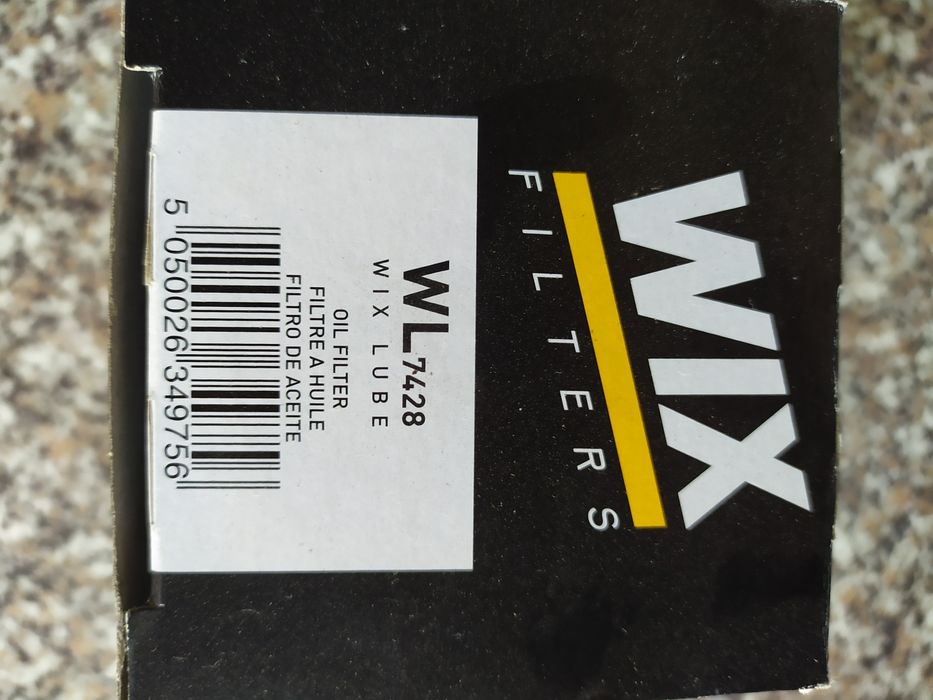 WIX
FILTERS
WL7428
WIX LUBE
OIL FILTER
FILTRE A HUILE
FILTRO DE ACEITE
5 050026 349756